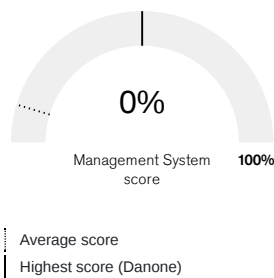 0%
Management System
score
100%
Average score
Highest score (Danone)